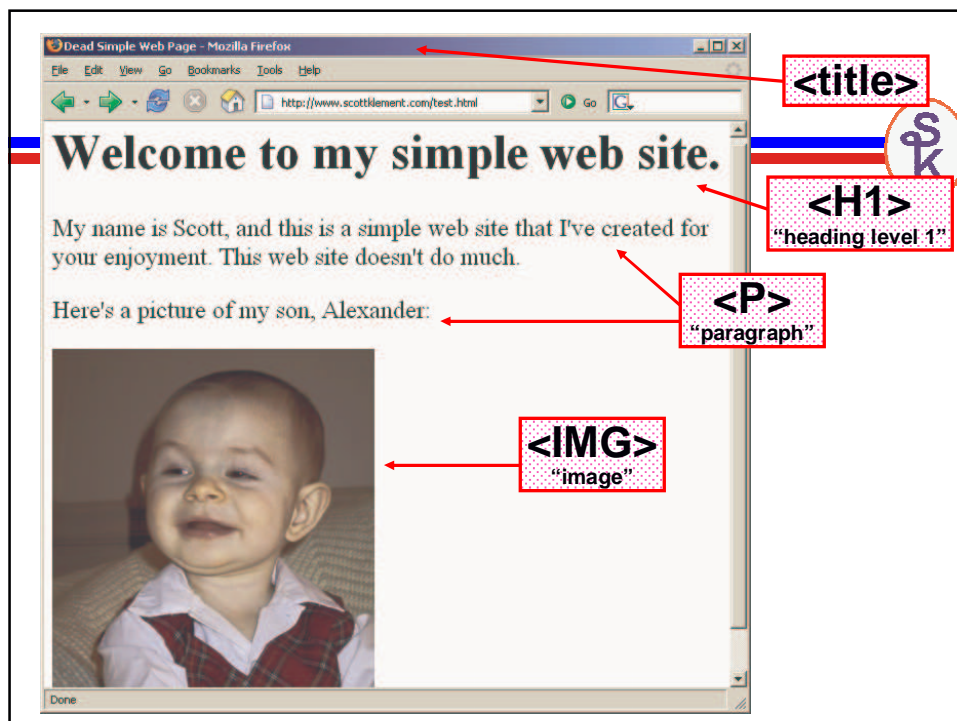 Dead Simple Web Page - Mozilla Firefox
File Edit View Go Bookmarks Tools Help
http://www.scottklement.com/test.html Go G
<title>
SK
Welcome to my simple web site.
<H1>
“heading level 1”
My name is Scott, and this is a simple web site that I've created for
your enjoyment. This web site doesn't do much.
<P>
“paragraph”
Here's a picture of my son, Alexander:
<IMG>
“image”
Done